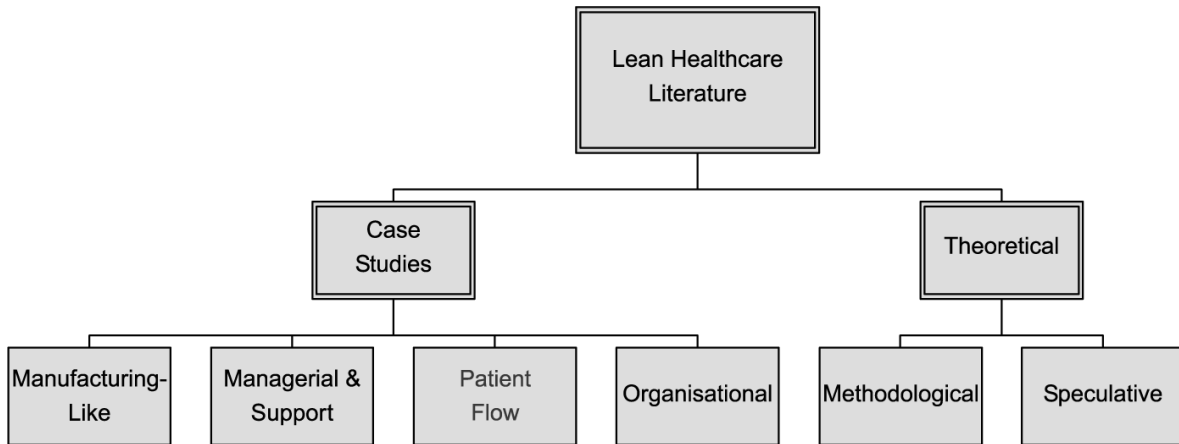 Lean Healthcare
Literature
Case
Studies
Theoretical
Manufacturing-
Like
Managerial &
Support
Patient
Flow
Organisational
Methodological
Speculative